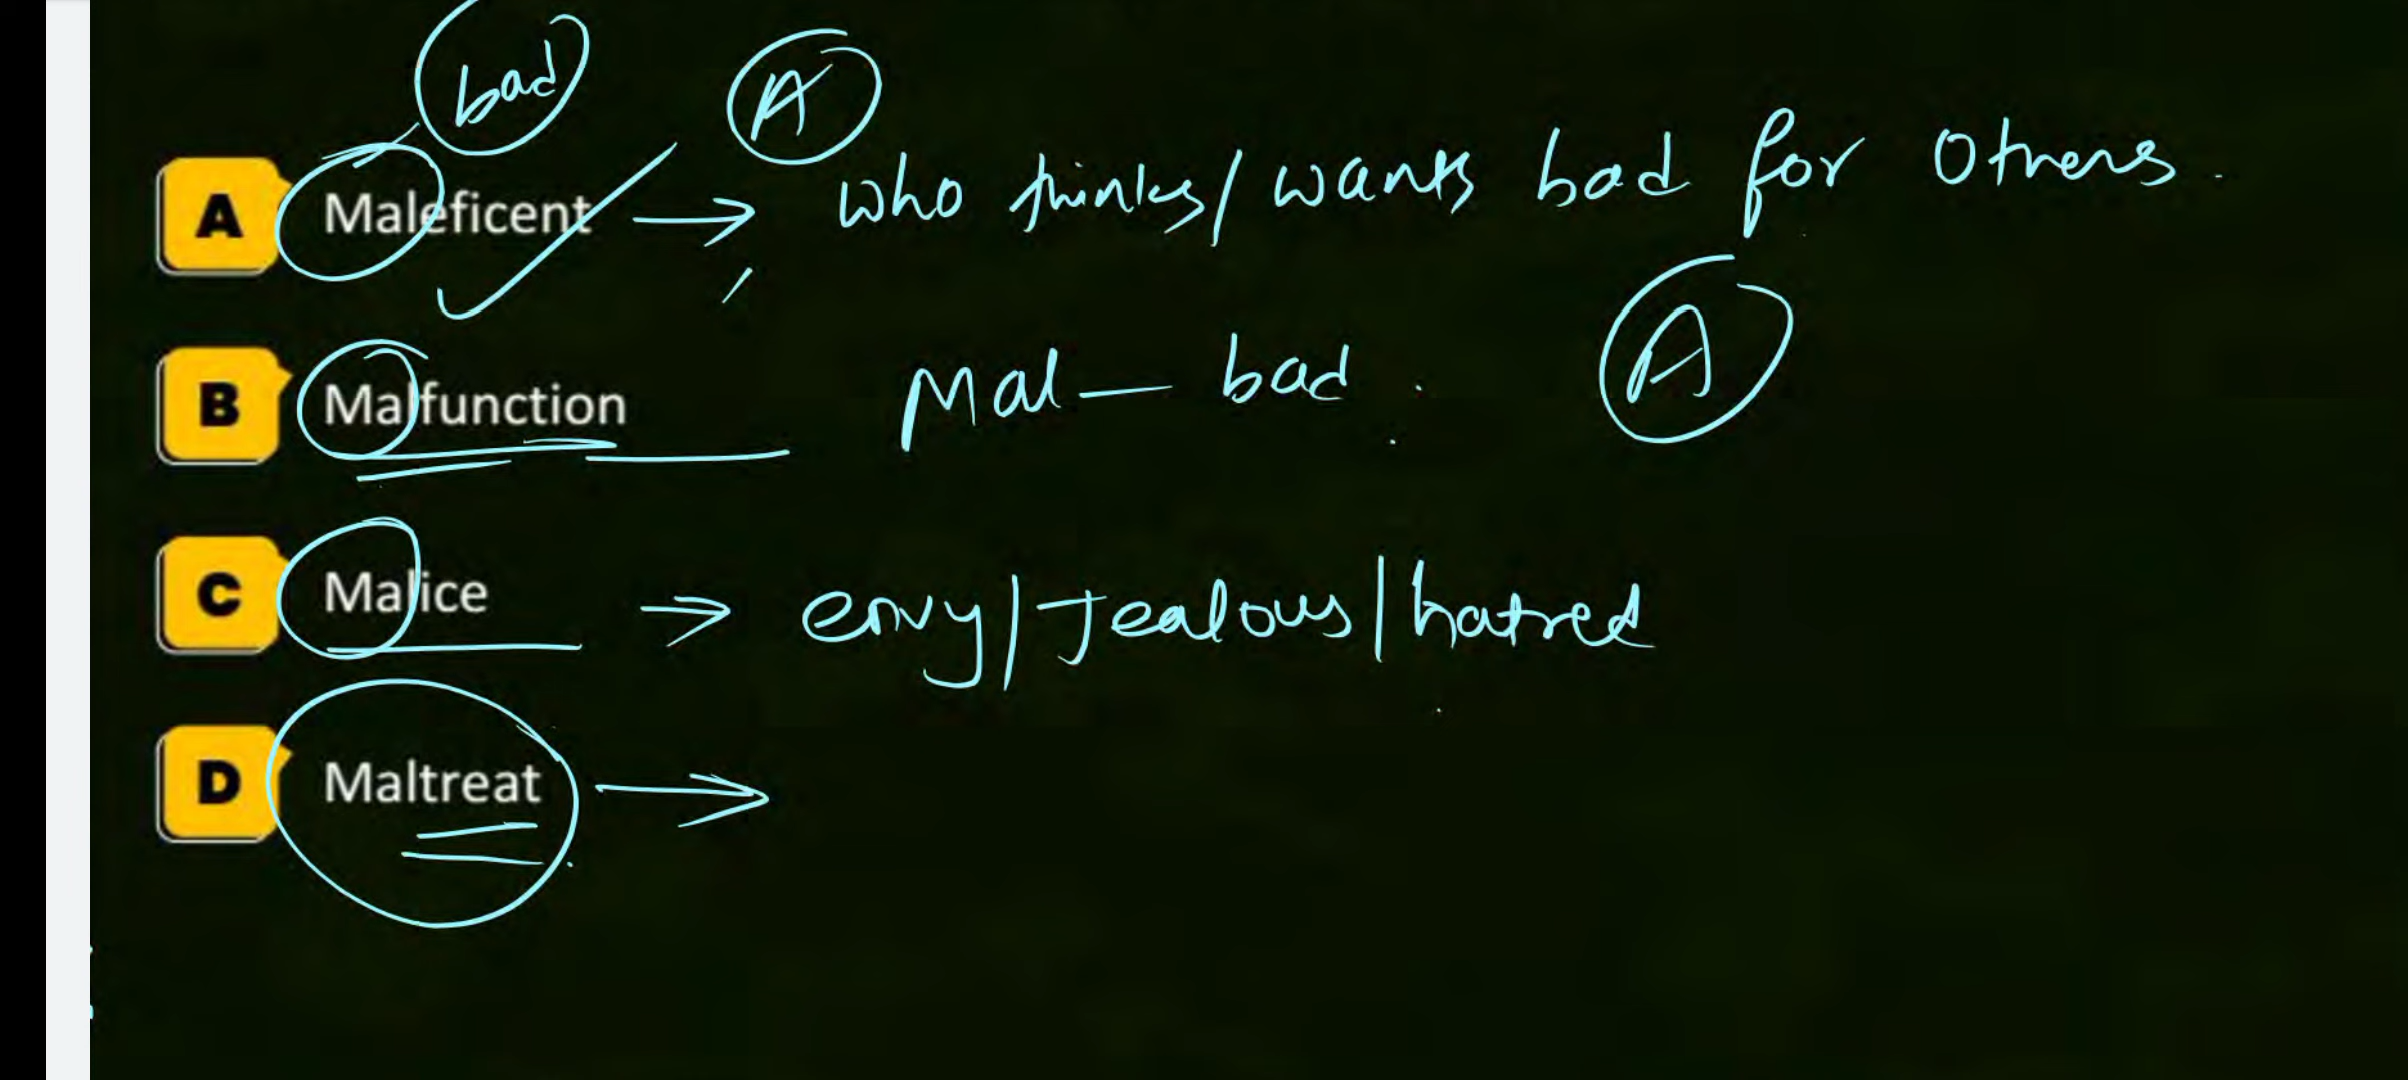 bad
A
A Maleficent → who thinks/wants bad for others.
B Malfunction Mal — bad. A
C Malice → envy/Jealous/hatred
D Maltreat →